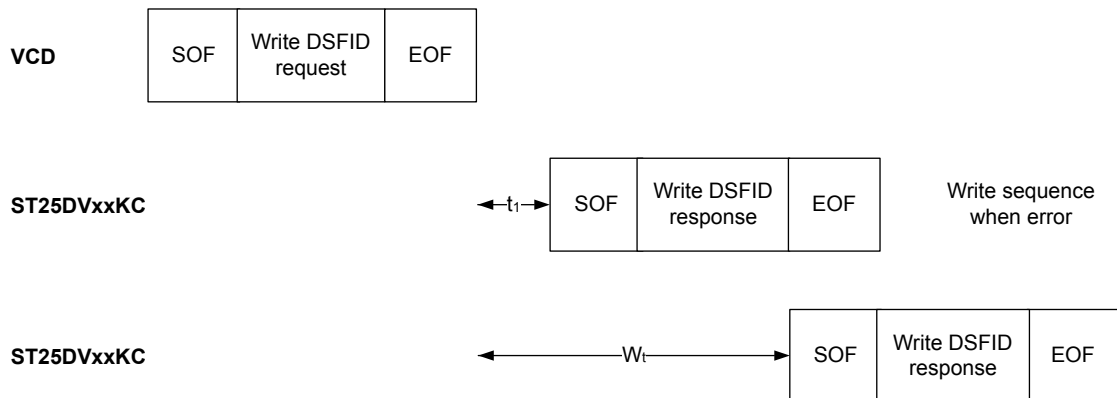 VCD
SOF
Write DSFID
request
EOF
ST25DVxxKC
t1
SOF
Write DSFID
response
EOF
Write sequence
when error
ST25DVxxKC
Wt
SOF
Write DSFID
response
EOF